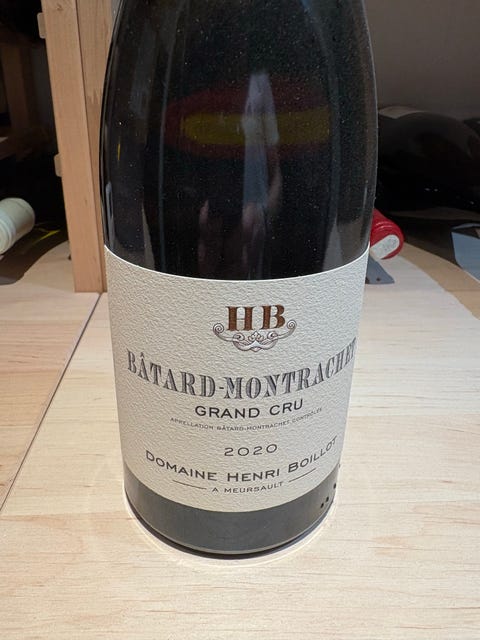 HB
BÂTARD-MONTRACHET
GRAND CRU
APPELLATION BÂTARD-MONTRACHET CONTRÔLÉE
2020
DOMAINE HENRI BOILLOT
A MEURSAULT